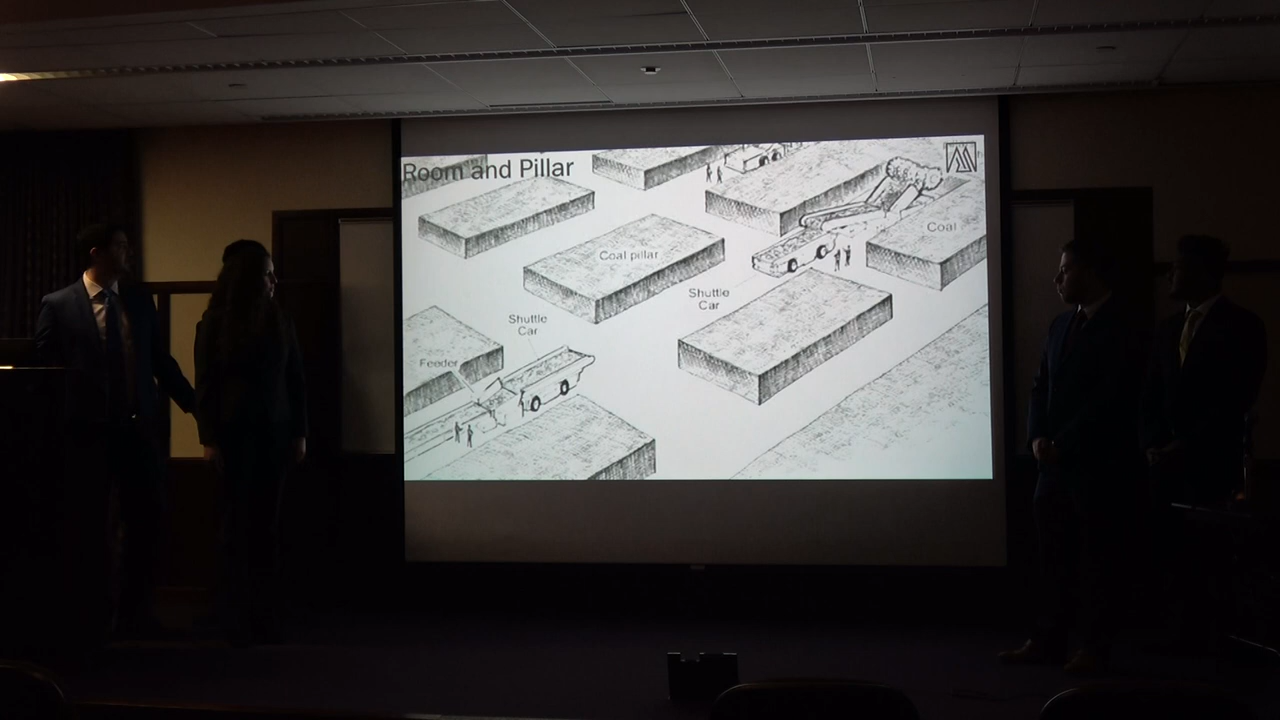 Room and Pillar
Coal
Coal pillar
Shuttle
Car
Shuttle
Car
Feeder